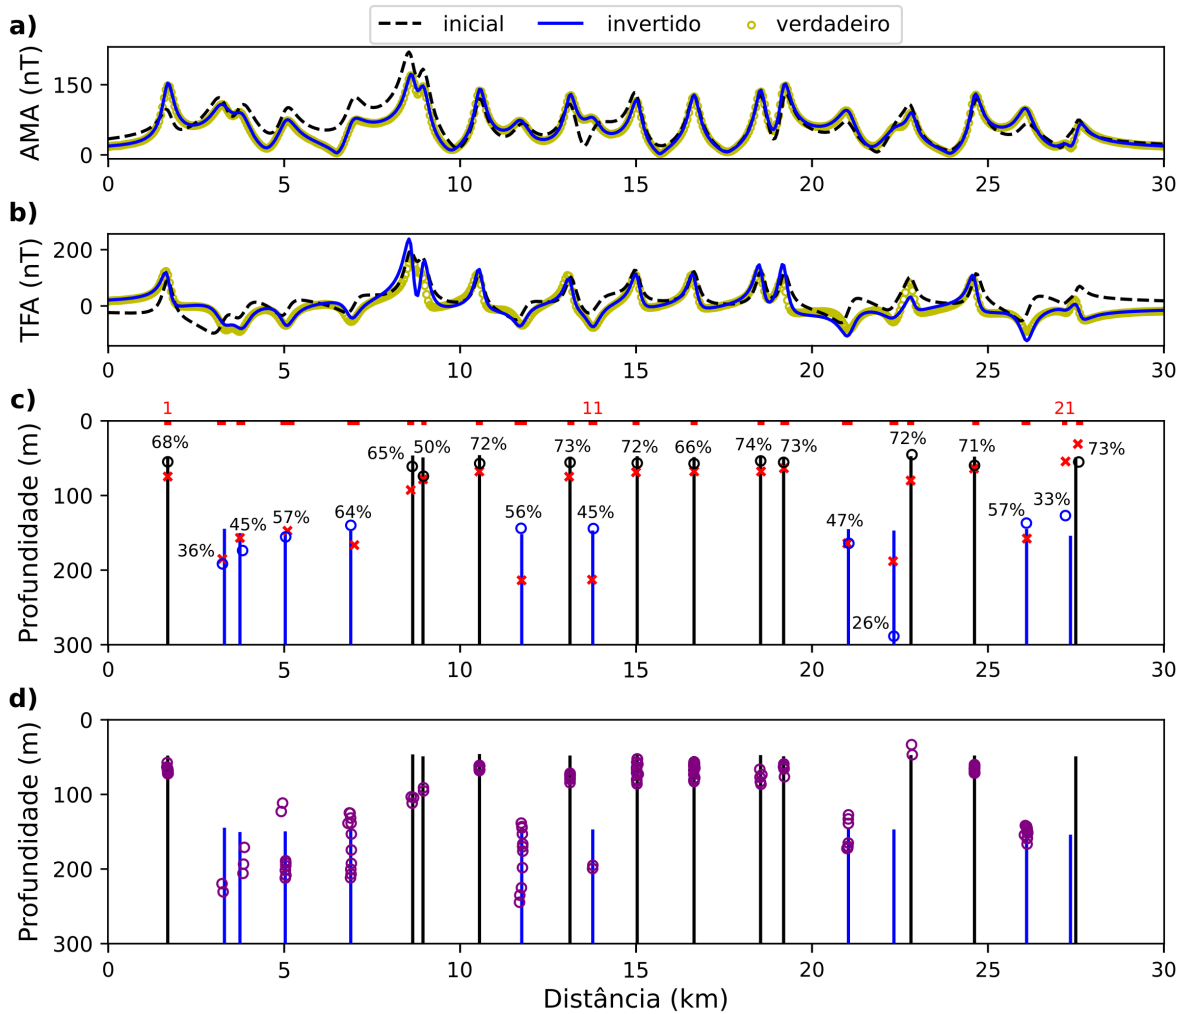 inicial invertido verdadeiro
a)
AMA (nT)
150
0
0 5 10 15 20 25 30
b)
TFA (nT)
200
0
0 5 10 15 20 25 30
c)
1 11 21
Profundidade (m)
0
100
200
300
68% 36% 45% 57% 64% 65% 50% 72% 56% 73% 45% 72% 66% 74% 73% 47% 26% 72% 71% 57% 33% 73%
0 5 10 15 20 25 30
d)
Profundidade (m)
0
100
200
300
0 5 10 15 20 25 30
Distância (km)